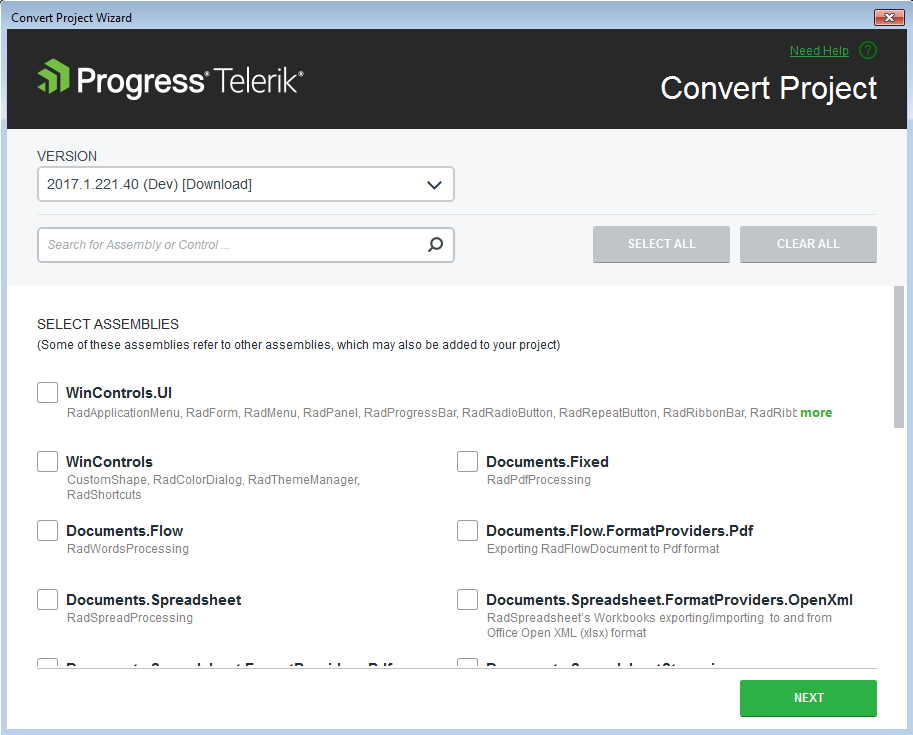 Convert Project Wizard
Need Help ?
Progress® Telerik®
Convert Project
VERSION
2017.1.221.40 (Dev) [Download]
Search for Assembly or Control ...
SELECT ALL
CLEAR ALL
SELECT ASSEMBLIES
(Some of these assemblies refer to other assemblies, which may also be added to your project)
WinControls.UI
RadApplicationMenu, RadForm, RadMenu, RadPanel, RadProgressBar, RadRadioButton, RadRepeatButton, RadRibbonBar, more
WinControls
CustomShape, RadColorDialog, RadThemeManager,
RadShortcuts
Documents.Fixed
RadPdfProcessing
Documents.Flow
RadWordsProcessing
Documents.Flow.FormatProviders.Pdf
Exporting RadFlowDocument to Pdf format
Documents.Spreadsheet
RadSpreadProcessing
Documents.Spreadsheet.FormatProviders.OpenXml
RadSpreadsheet's Workbooks exporting/importing to and from
Office Open XML (xlsx) format
NEXT